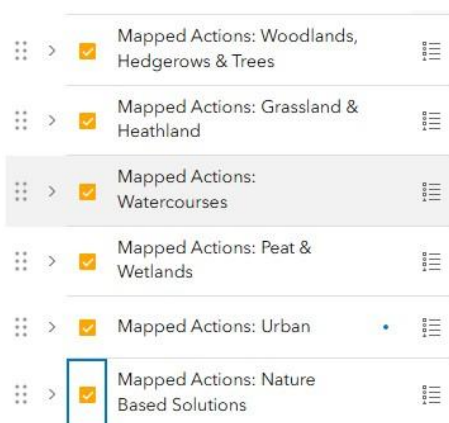 Mapped Actions: Woodlands,
Hedgerows & Trees
Mapped Actions: Grassland &
Heathland
Mapped Actions:
Watercourses
Mapped Actions: Peat &
Wetlands
Mapped Actions: Urban
Mapped Actions: Nature
Based Solutions